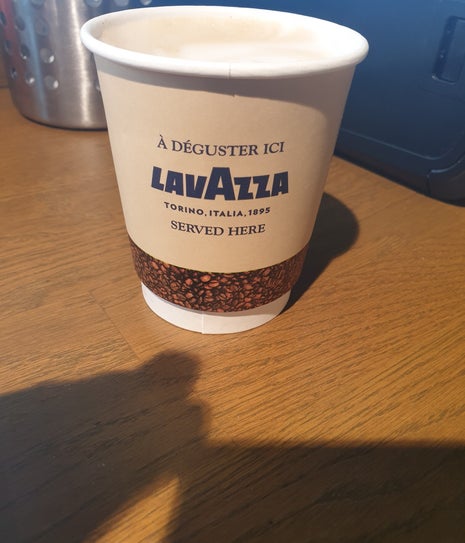 À DÉGUSTER ICI
LAVAZZA
TORINO, ITALIA, 1895
SERVED HERE